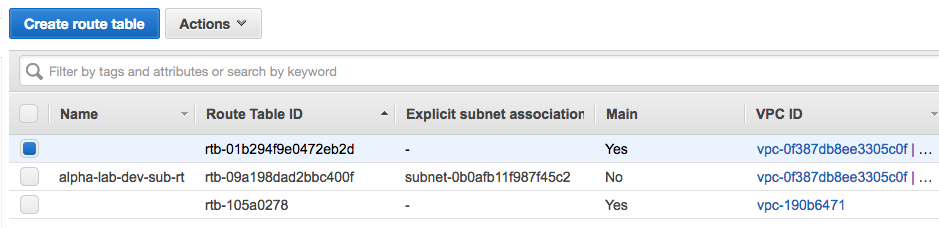 Create route table Actions
Filter by tags and attributes or search by keyword
Name Route Table ID Explicit subnet association Main VPC ID
rtb-01b294f9e0472eb2d - Yes vpc-0f387db8ee3305c0f | ...
alpha-lab-dev-sub-rt rtb-09a198dad2bbc400f subnet-0b0afb11f987f45c2 No vpc-0f387db8ee3305c0f | ...
rtb-105a0278 - Yes vpc-190b6471